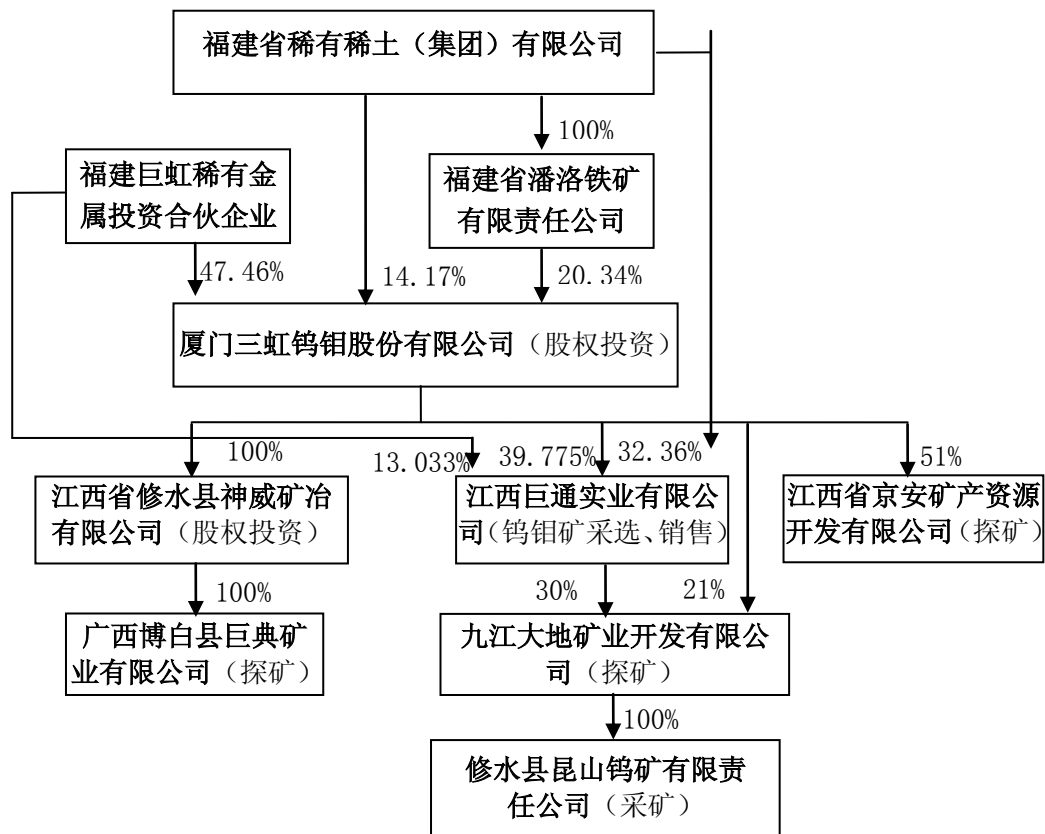 福建省稀有稀土（集团）有限公司
100%
福建巨虹稀有金
属投资合伙企业
福建省潘洛铁矿
有限责任公司
47.46%
14.17%
20.34%
厦门三虹钨钼股份有限公司（股权投资）
100%
13.033%
39.775%
32.36%
51%
江西省修水县神威矿冶
有限公司（股权投资）
江西巨通实业有限公
司（钨钼矿采选、销售）
江西省京安矿产资源
开发有限公司（探矿）
100%
30%
21%
广西博白县巨典矿
业有限公司（探矿）
九江大地矿业开发有限公
司（探矿）
100%
修水县昆山钨矿有限责
任公司（采矿）